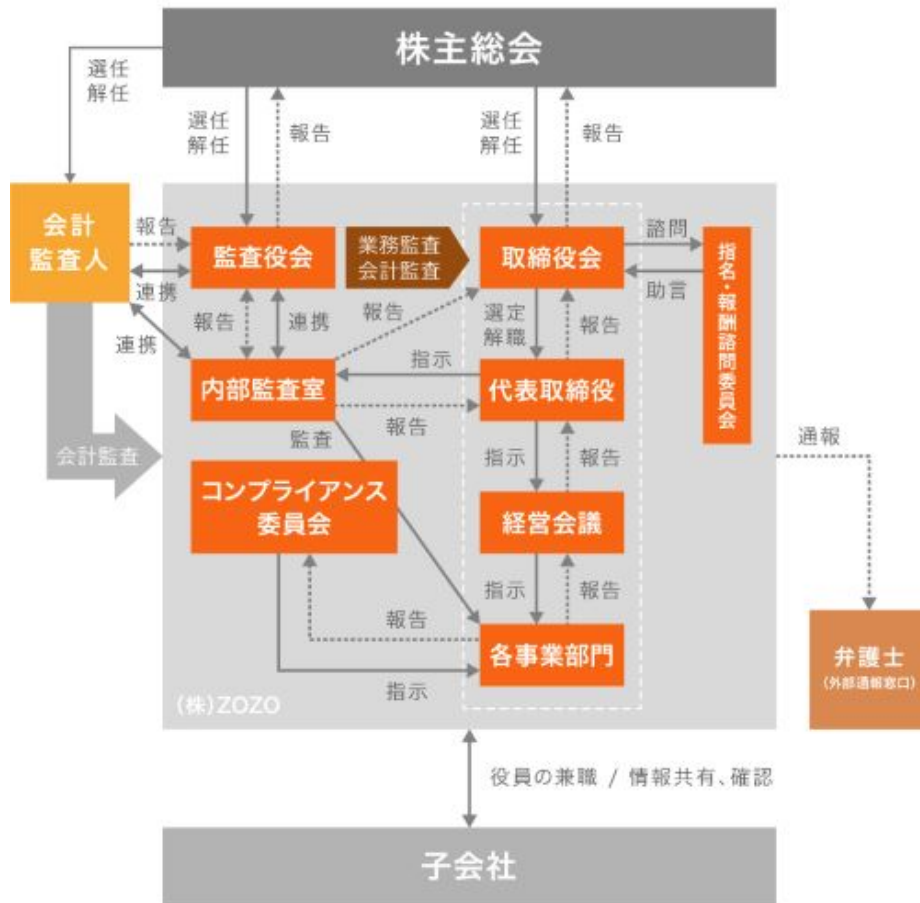 株主総会
選任
解任
選任
解任
報告
選任
解任
報告
会計
監査人
報告
連携
監査役会
業務監査
会計監査
取締役会
諮問
助言
指名・報酬諮問委員会
連携
報告
連携
報告
選定
解職
報告
指示
内部監査室
代表取締役
監査
報告
会計監査
指示
報告
通報
コンプライアンス
委員会
経営会議
指示
報告
報告
各事業部門
指示
弁護士
(外部通報窓口)
(株)ZOZO
役員の兼職 / 情報共有、確認
子会社